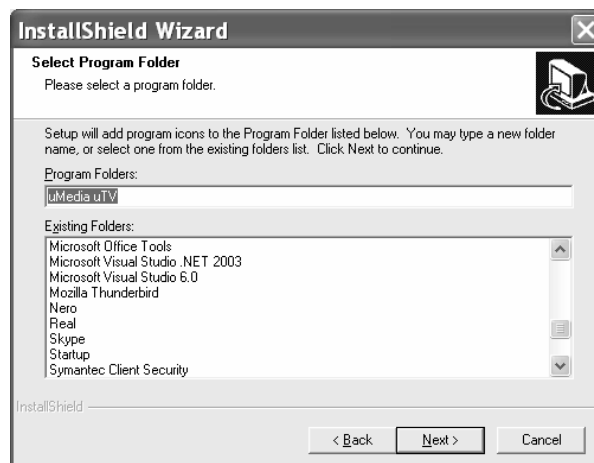 InstallShield Wizard
Select Program Folder
Please select a program folder.
Setup will add program icons to the Program Folder listed below. You may type a new folder
name, or select one from the existing folders list. Click Next to continue.
Program Folders:
uMedia uTV
Existing Folders:
Microsoft Office Tools
Microsoft Visual Studio .NET 2003
Microsoft Visual Studio 6.0
Mozilla Thunderbird
Nero
Real
Skype
Startup
Symantec Client Security
InstallShield
< Back Next > Cancel